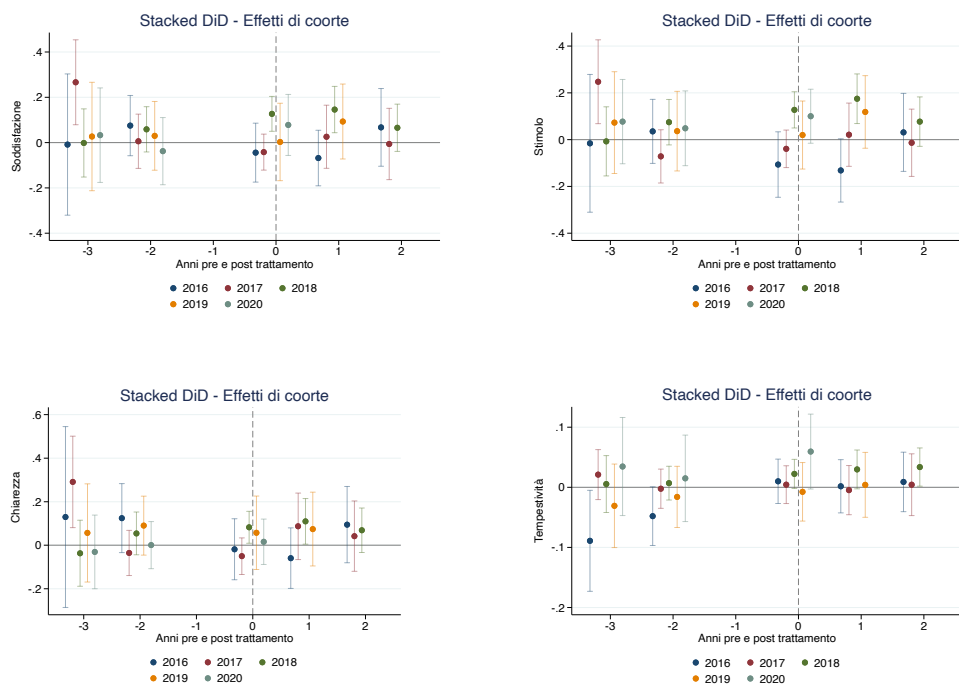 Stacked DiD - Effetti di coorte
.4
.2
0
-.2
-.4
Soddisfazione
-3 -2 -1 0 1 2
Anni pre e post trattamento
2016 2017 2018
2019 2020
Stacked DiD - Effetti di coorte
.4
.2
0
-.2
-.4
Stimolo
-3 -2 -1 0 1 2
Anni pre e post trattamento
2016 2017 2018
2019 2020
Stacked DiD - Effetti di coorte
.6
.4
.2
0
-.2
Chiarezza
-3 -2 -1 0 1 2
Anni pre e post trattamento
2016 2017 2018
2019 2020
Stacked DiD - Effetti di coorte
.1
0
-.1
-.2
Tempestività
-3 -2 -1 0 1 2
Anni pre e post trattamento
2016 2017 2018
2019 2020